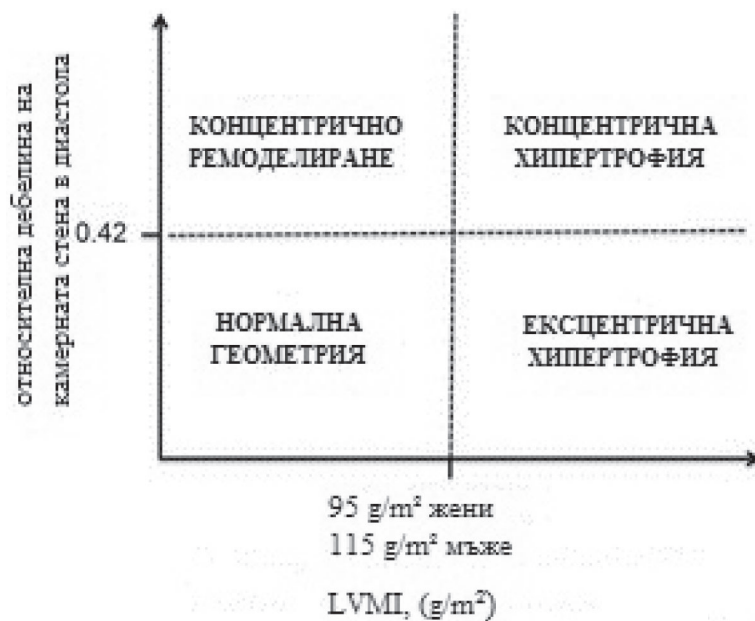 относителна дебелина на
камерната стена в диастола
КОНЦЕНТРИЧНО
РЕМОДЕЛИРАНЕ
КОНЦЕНТРИЧНА
ХИПЕРТРОФИЯ
0.42
НОРМАЛНА
ГЕОМЕТРИЯ
ЕКСЦЕНТРИЧНА
ХИПЕРТРОФИЯ
95 g/m² жени
115 g/m² мъже
LVMI, (g/m²)